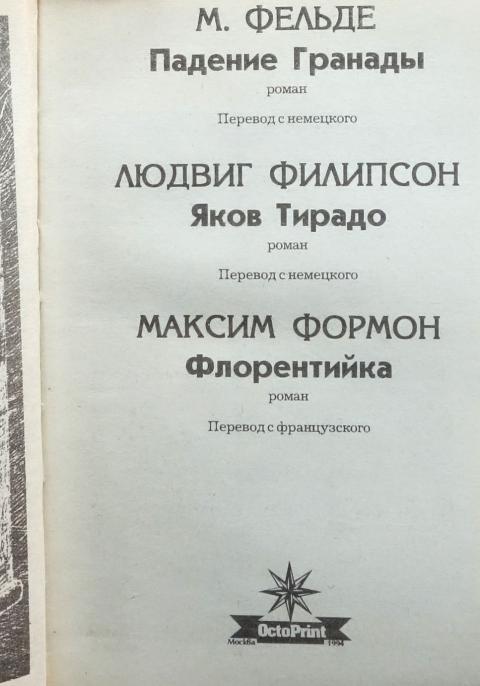 М. ФЕЛЬДЕ
Падение Гранады
роман
Перевод с немецкого
ЛЮДВИГ ФИЛИПСОН
Яков Тирадо
роман
Перевод с немецкого
МАКСИМ ФОРМОН
Флорентийка
роман
Перевод с французского
OctoPrint
Москва 1994